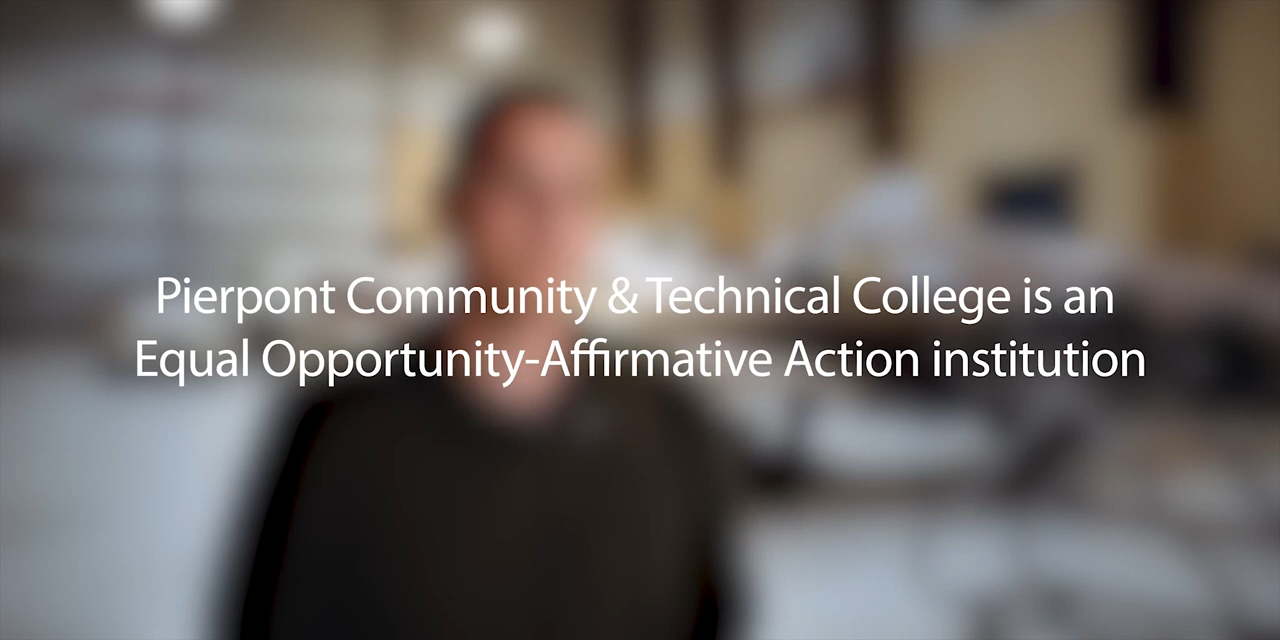 Pierpont Community & Technical College is an
Equal Opportunity-Affirmative Action institution